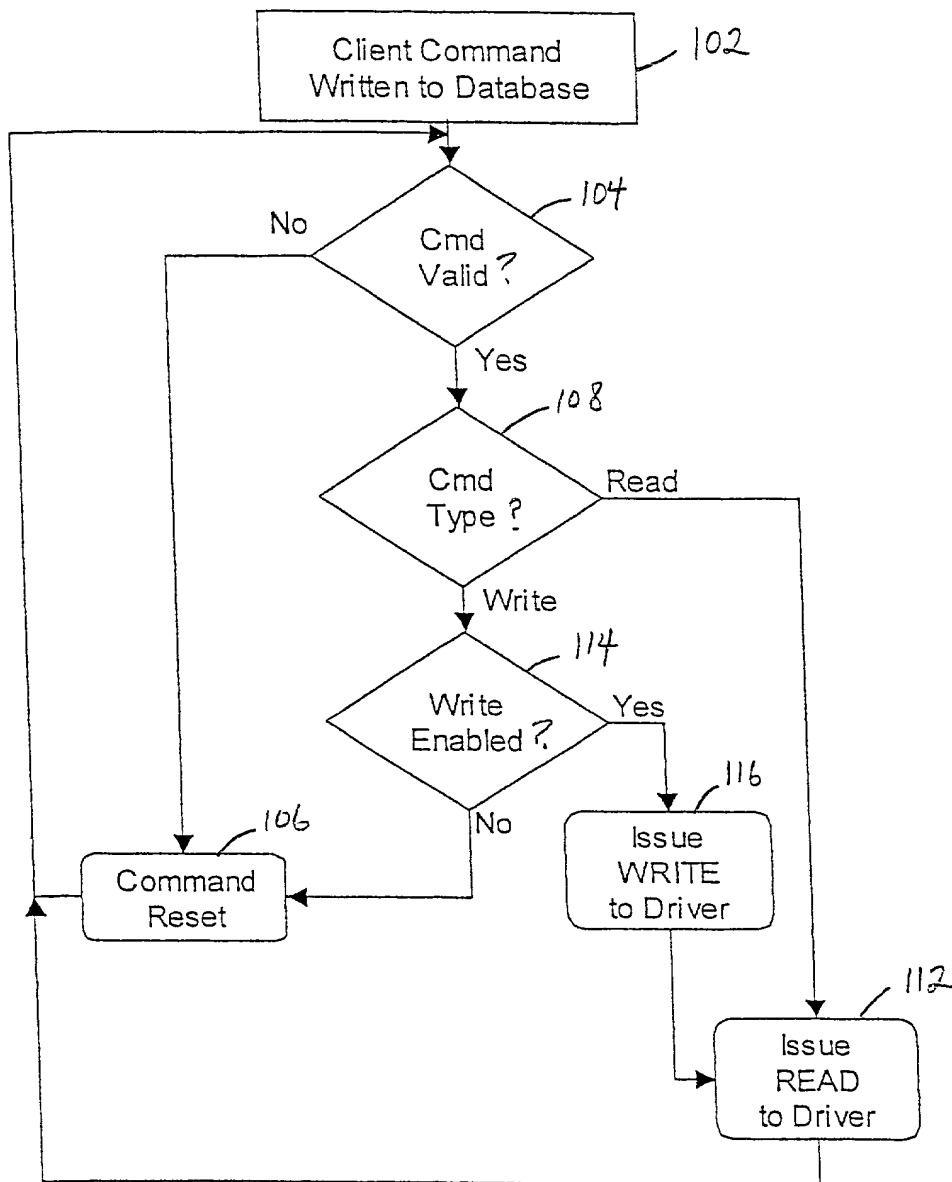 Client Command
Written to Database
102
104
No
Cmd
Valid ?
Yes
108
Cmd
Type ?
Read
Write
114
Write
Enabled ?
Yes
No
116
Issue
WRITE
to Driver
106
Command
Reset
112
Issue
READ
to Driver